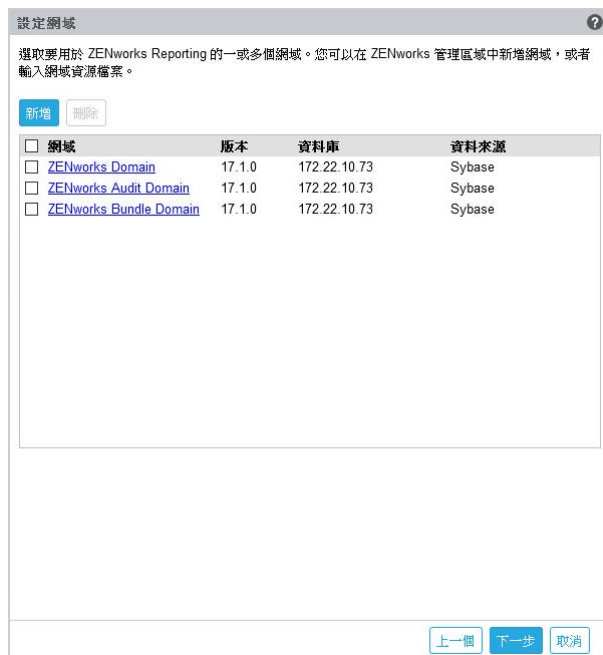 設定網域
選取要用於 ZENworks Reporting 的一或多個網域。您可以在 ZENworks 管理區域中新增網域，或者
輸入網域資源檔案。
新增 刪除
網域 版本 資料庫 資料來源
ZENworks Domain 17.1.0 172.22.10.73 Sybase
ZENworks Audit Domain 17.1.0 172.22.10.73 Sybase
ZENworks Bundle Domain 17.1.0 172.22.10.73 Sybase
上一個 下一步 取消